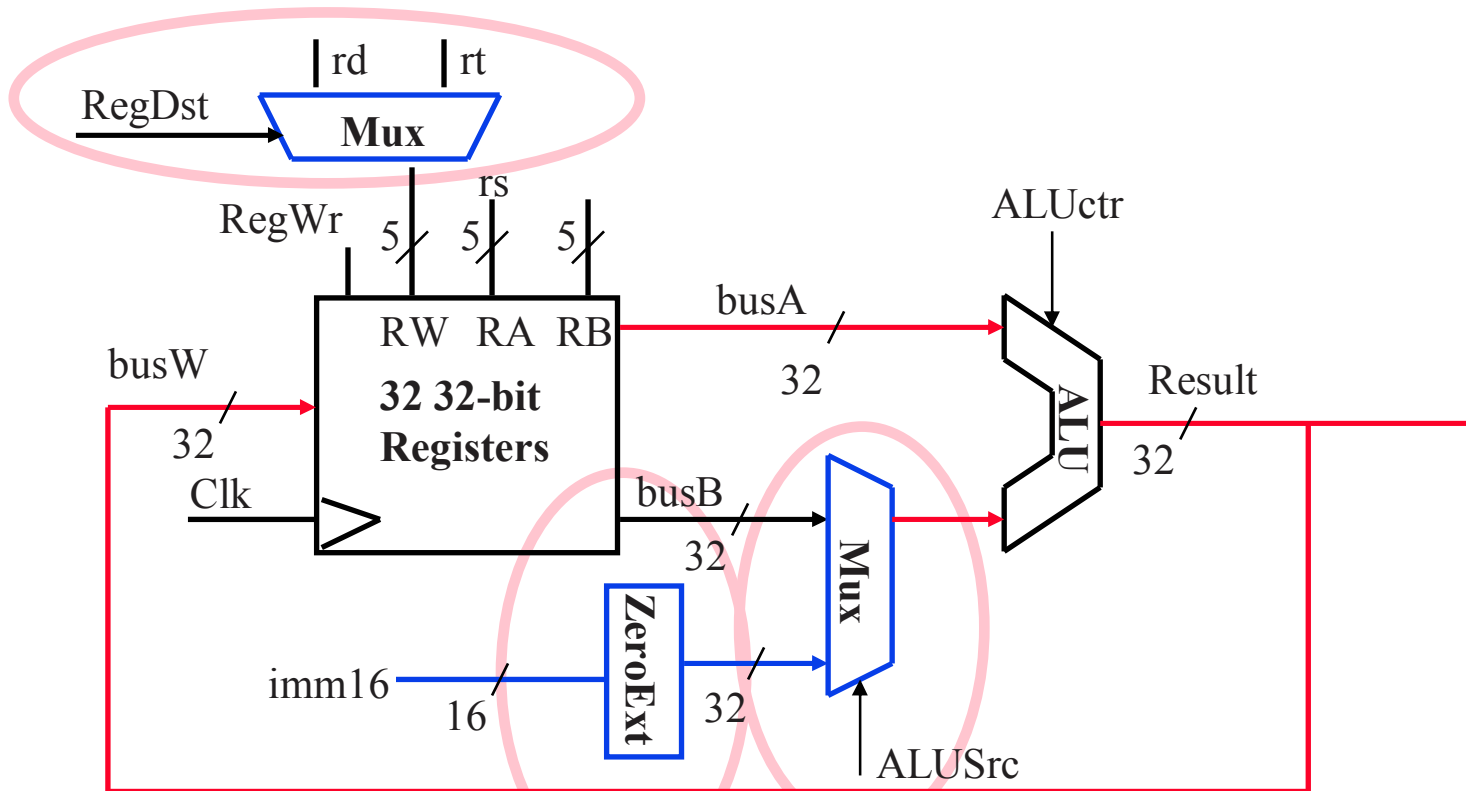 rd
rt
RegDst
Mux
rs
RegWr
5
5
5
ALUctr
busA
RW RA RB
busW
32
32 32-bit
Registers
Result
ALU
32
32
Clk
busB
32
Mux
ZeroExt
imm16
16
32
ALUSrc